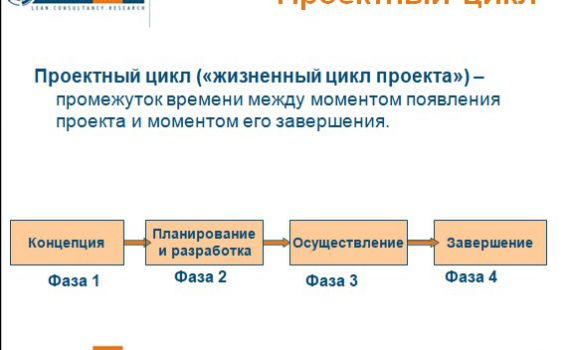 LEAN.CONSULTANCY.RESEARCH
Проектный цикл
Проектный цикл («жизненный цикл проекта») –
промежуток времени между моментом появления
проекта и моментом его завершения.
Концепция
Планирование
и разработка
Осуществление
Завершение
Фаза 1
Фаза 2
Фаза 3
Фаза 4